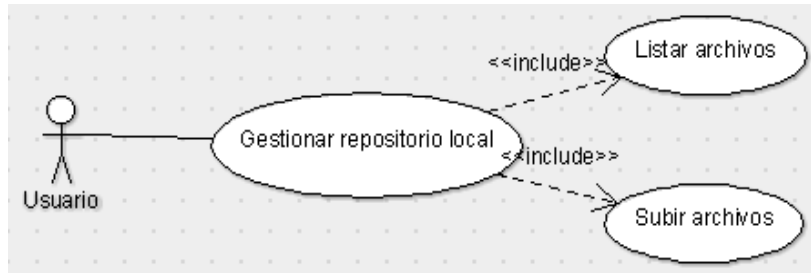 Listar archivos
<<include>>
Gestionar repositorio local
<<include>>
Usuario
Subir archivos